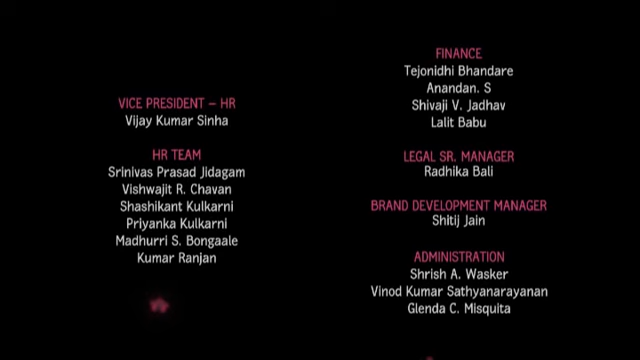 VICE PRESIDENT – HR
Vijay Kumar Sinha
HR TEAM
Srinivas Prasad Jidagam
Vishwajit R. Chavan
Shashikant Kulkarni
Priyanka Kulkarni
Madhurri S. Bongaale
Kumar Ranjan
FINANCE
Tejonidhi Bhandare
Anandan. S
Shivaji V. Jadhav
Lalit Babu
LEGAL SR. MANAGER
Radhika Bali
BRAND DEVELOPMENT MANAGER
Shitij Jain
ADMINISTRATION
Shrish A. Wasker
Vinod Kumar Sathyanarayanan
Glenda C. Misquita